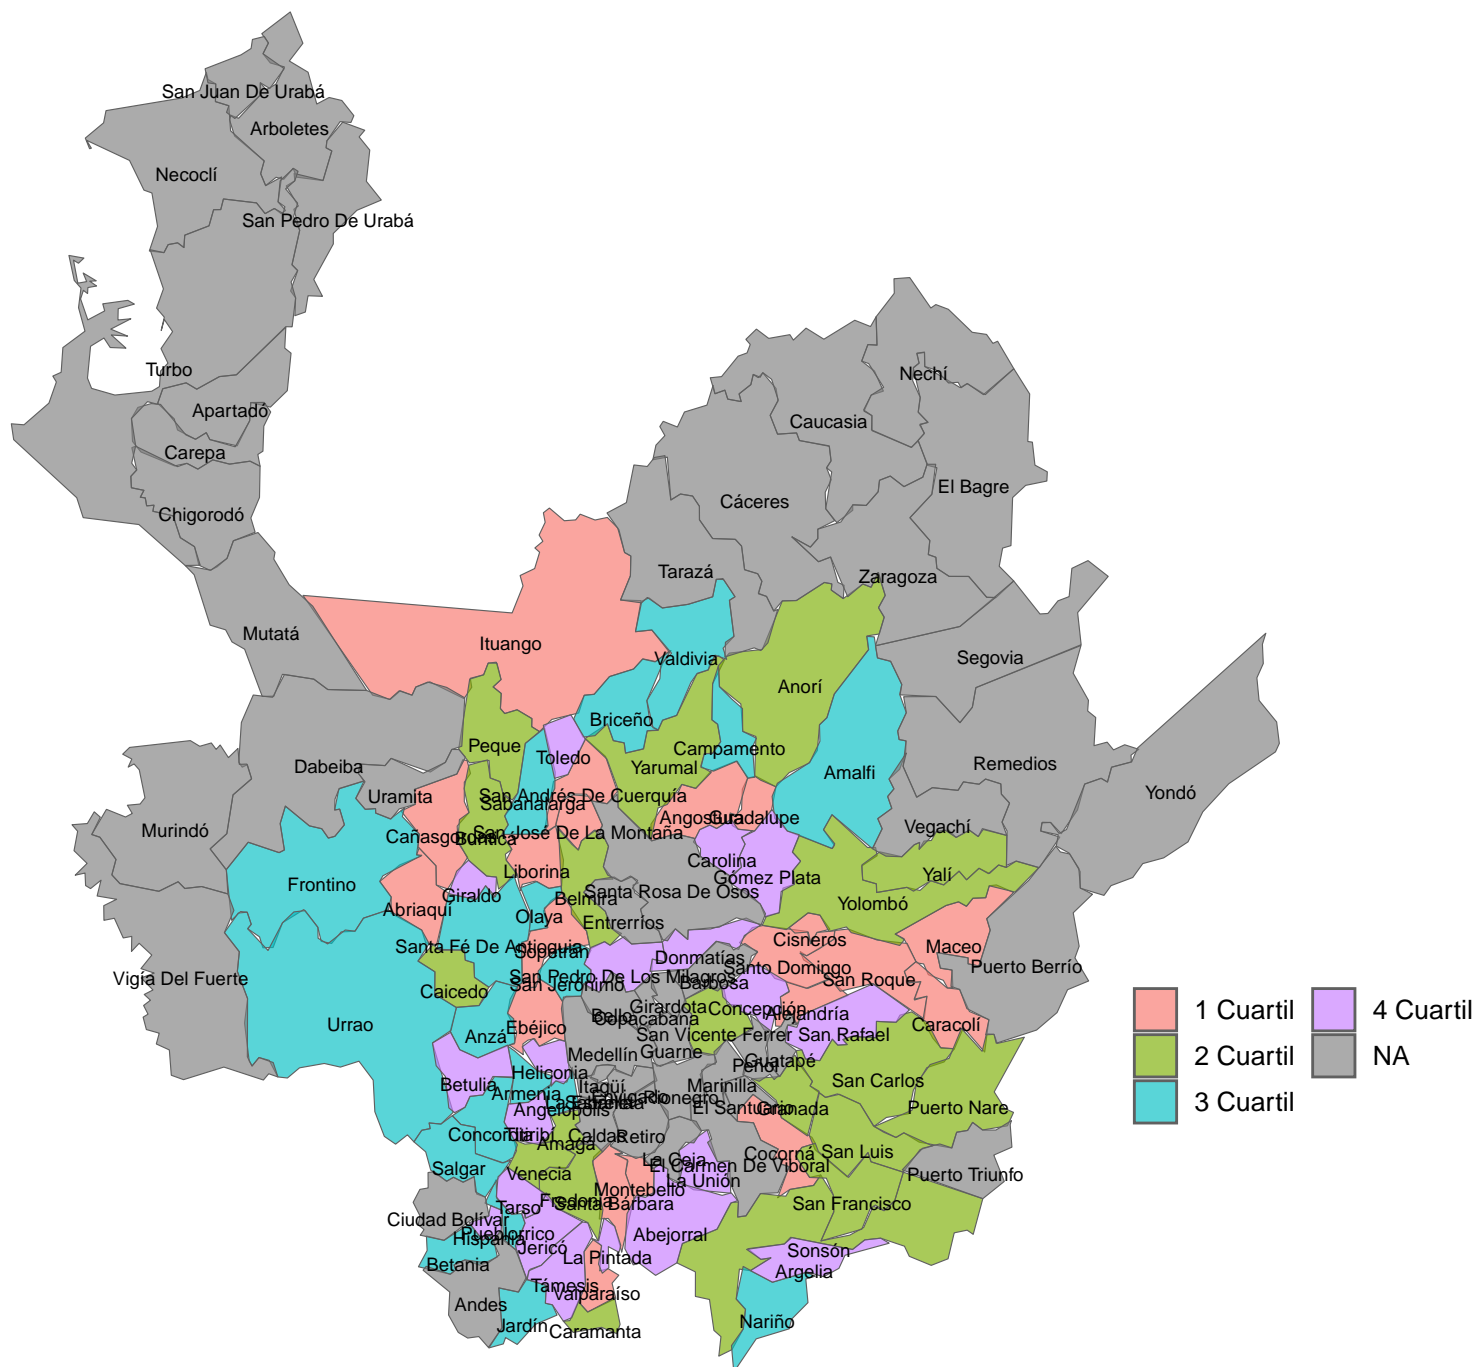 San Juan De Urabá
Arboletes
Necoclí
San Pedro De Urabá
Turbo
Nechí
Apartadó
Caucasia
Carepa
El Bagre
Cáceres
Chigorodó
Tarazá
Zaragoza
Mutatá
Ituango
Valdivia
Segovia
Anorí
Briceño
Peque
Campamento
Toledo
Dabeiba
Yarumal
Amalfi
Remedios
Yondó
Uramita
San Andrés De Cuerquía
Sabanalarga
Angostura
Guadalupe
Murindó
Cañasgordas
Buriticá
San José De La Montaña
Vegachí
Carolina
Liborina
Gómez Plata
Yalí
Frontino
Giraldo
Santa Rosa De Osos
Belmira
Yolombó
Abriaquí
Olaya
Entrerríos
Cisneros
Santa Fé De Antioquia
Sopetrán
Maceo
Donmatías
Santo Domingo
Puerto Berrío
Vigía Del Fuerte
San Pedro De Los Milagros
San Jerónimo
Barbosa
San Roque
Caicedo
Girardota
Concepción
Alejandría
1 Cuartil
4 Cuartil
Urrao
Bello
Copacabana
Ebéjico
Anzá
San Vicente Ferrer
San Rafael
Caracolí
Medellín
Guarne
2 Cuartil
NA
Heliconia
Peñol
Guatapé
Betulia
Itagüí
Marinilla
San Carlos
Armenia
Envigado
Rionegro
La Estrella
Sabaneta
Angelópolis
El Santuario
Granada
Puerto Nare
3 Cuartil
Concordia
Titiribí
Amagá
Caldas
Retiro
Cocorná
San Luis
Salgar
Venecia
La Ceja
El Carmen De Viboral
La Unión
Puerto Triunfo
Montebello
Tarso
Fredonia
Santa Bárbara
San Francisco
Ciudad Bolívar
Pueblorrico
Hispania
Jericó
Abejorral
Betania
La Pintada
Sonsón
Argelia
Támesis
Valparaíso
Andes
Jardín
Caramanta
Nariño